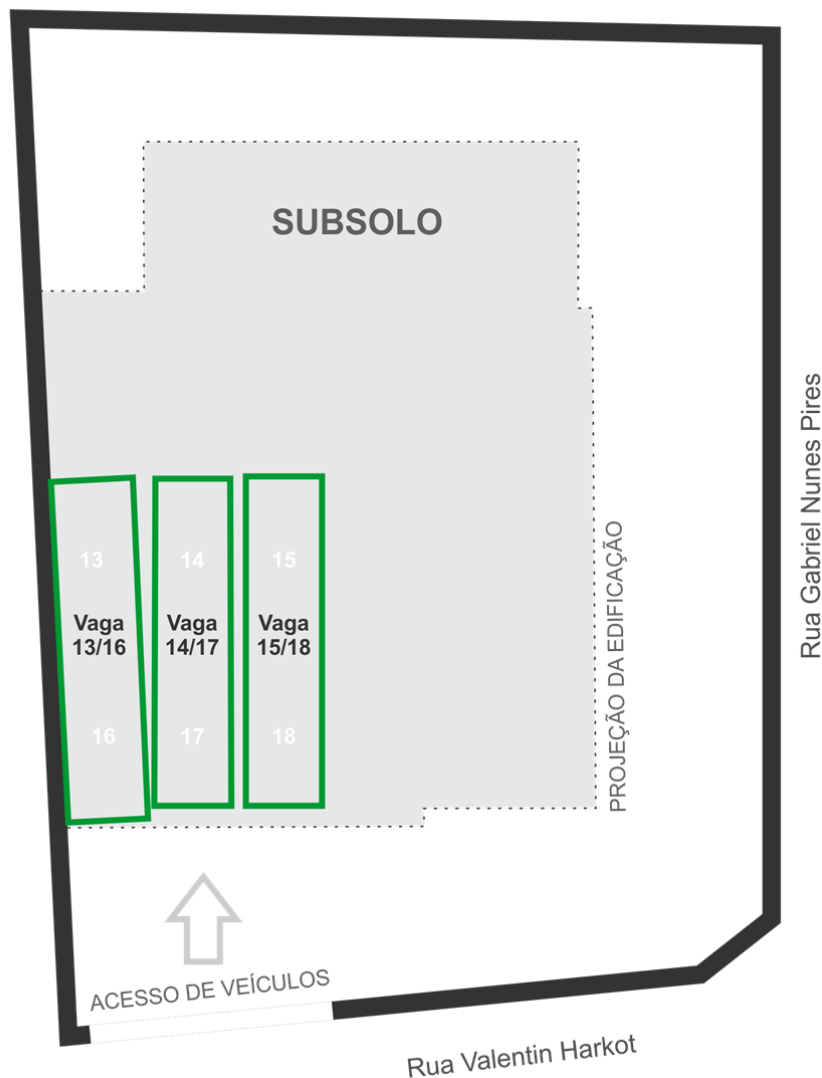 SUBSOLO
Rua Gabriel Nunes Pires
PROJEÇÃO DA EDIFICAÇÃO
13
14
15
Vaga
13/16
Vaga
14/17
Vaga
15/18
16
17
18
ACESSO DE VEÍCULOS
Rua Valentin Harkot